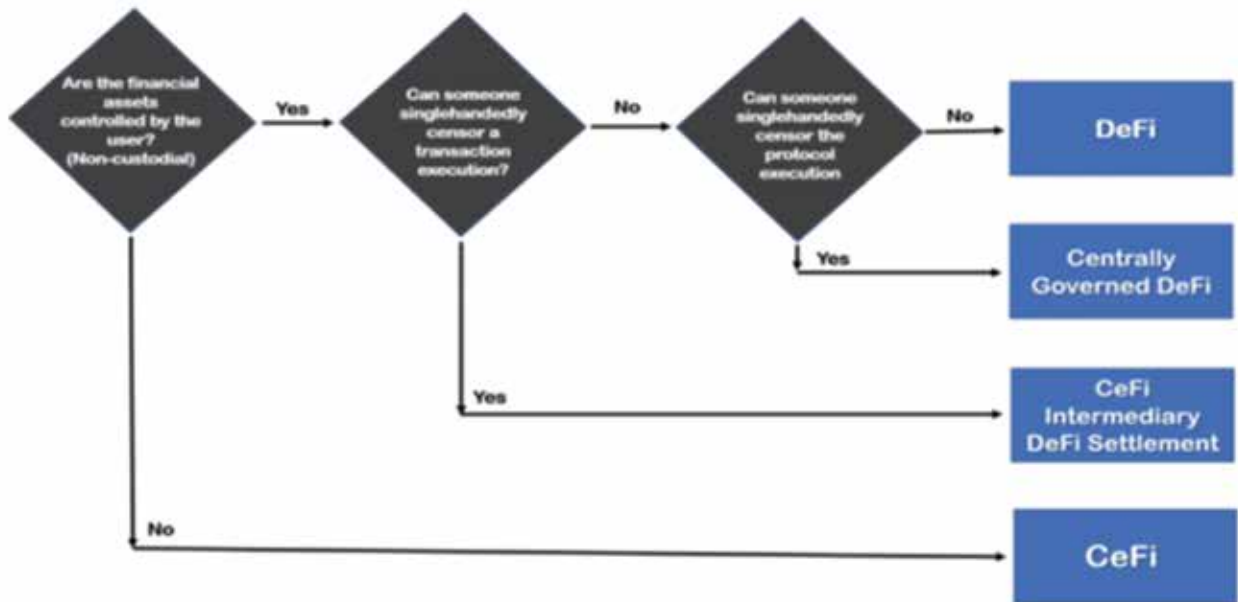 Are the financial
assets
controlled by the
user?
(Non-custodial)
Yes
Can someone
singlehandedly
censor a
transaction
execution?
No
Can someone
singlehandedly
censor the
protocol
execution
No
DeFi
Yes
Centrally
Governed DeFi
Yes
CeFi
Intermediary
DeFi Settlement
No
CeFi